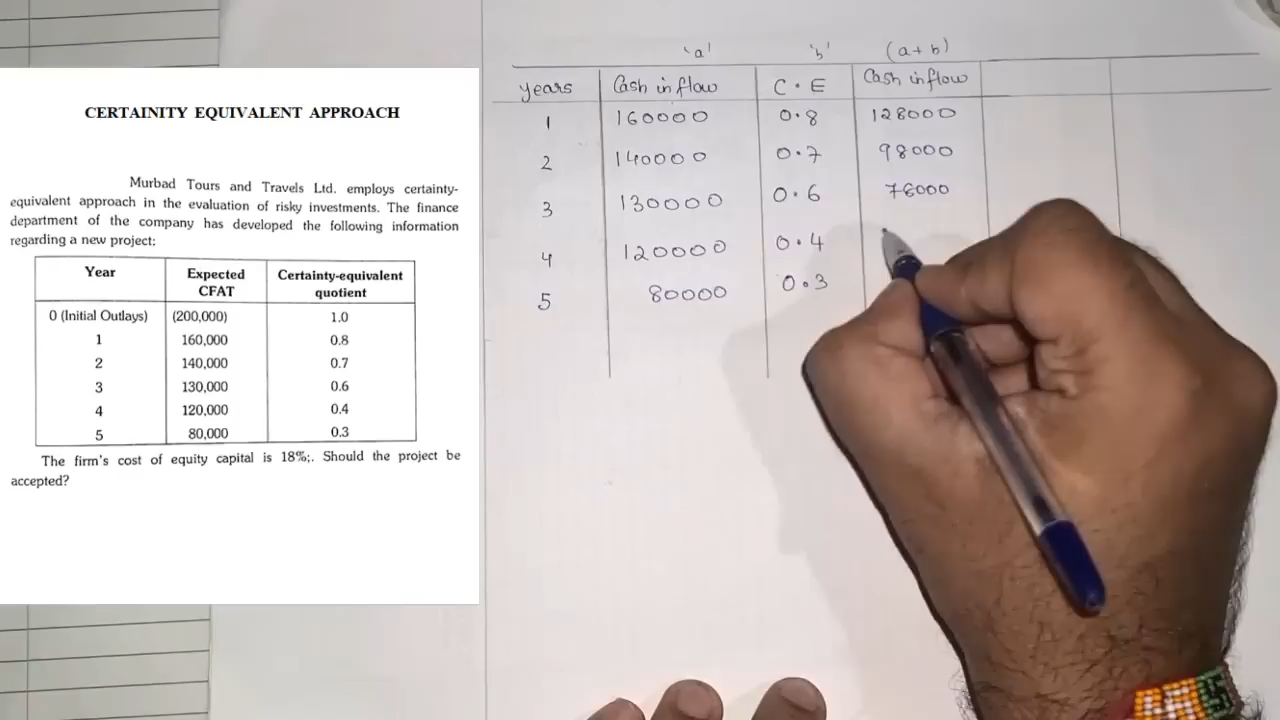 CERTAINITY EQUIVALENT APPROACH
Murbad Tours and Travels Ltd. employs certainty-
equivalent approach in the evaluation of risky investments. The finance
department of the company has developed the following information
regarding a new project:
Year Expected CFAT Certainty-equivalent quotient
0 (Initial Outlays) (200,000) 1.0
1 160,000 0.8
2 140,000 0.7
3 130,000 0.6
4 120,000 0.4
5 80,000 0.3
The firm's cost of equity capital is 18%;. Should the project be
accepted?
'a' 'b' (a+b)
years Cash inflow C.E Cash inflow
1 160000 0.8 128000
2 140000 0.7 98000
3 130000 0.6 78000
4 120000 0.4
5 80000 0.3